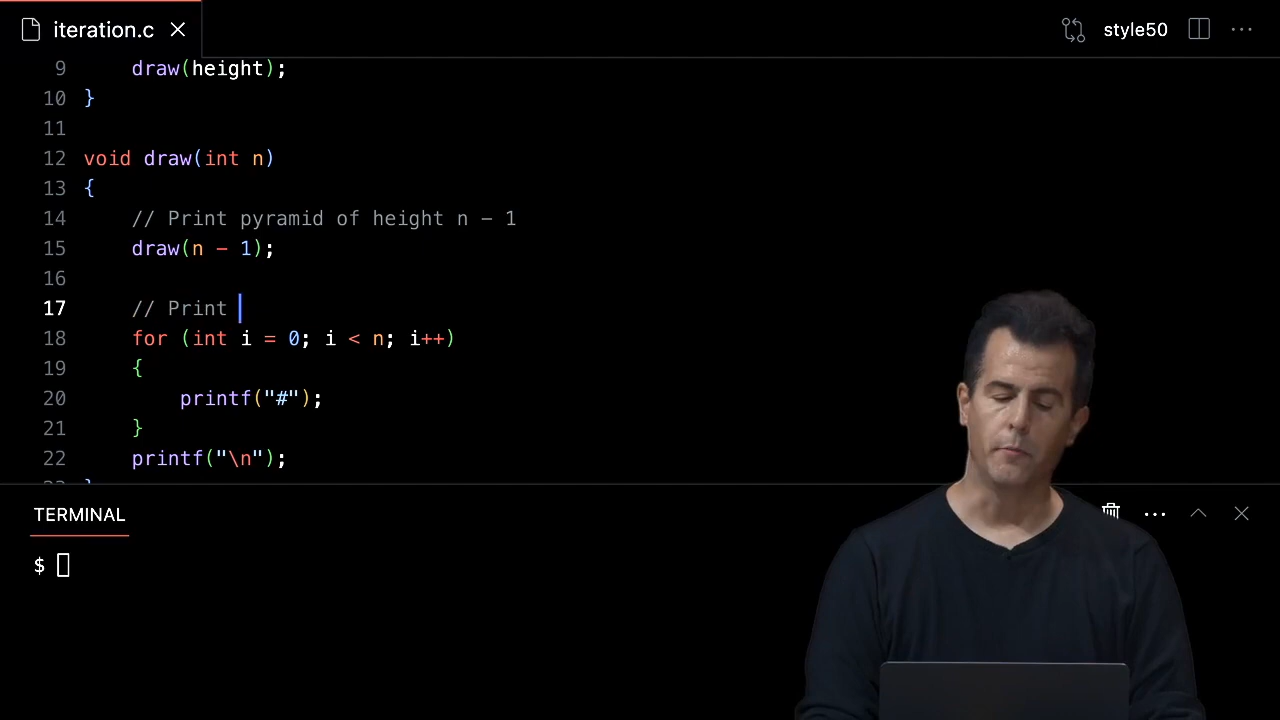 iteration.c
style50
9 draw(height);
10 }
11
12 void draw(int n)
13 {
14 // Print pyramid of height n - 1
15 draw(n - 1);
16
17 // Print
18 for (int i = 0; i < n; i++)
19 {
20 printf("#");
21 }
22 printf("\n");
TERMINAL
$